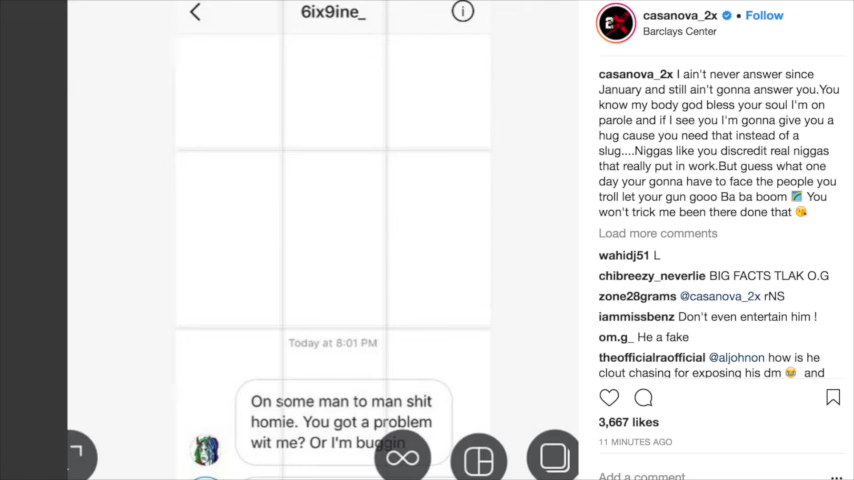 6ix9ine_
Today at 8:01 PM
On some man to man shit
homie. You got a problem
wit me? Or I'm buggin
casanova_2x • Follow
Barclays Center
casanova_2x I ain't never answer since
January and still ain't gonna answer you.You
know my body god bless your soul I'm on
parole and if I see you I'm gonna give you a
hug cause you need that instead of a
slug....Niggas like you discredit real niggas
that really put in work.But guess what one
day your gonna have to face the people you
troll let your gun gooo Ba ba boom 🎇 You
won't trick me been there done that 😘
Load more comments
wahidj51 L
chibreezy_neverlie BIG FACTS TLAK O.G
zone28grams @casanova_2x rNS
iammissbenz Don't even entertain him !
om.g_ He a fake
theofficialraofficial @aljohnon how is he
clout chasing for exposing his dm 😂 and
3,667 likes
11 MINUTES AGO
Add a comment...